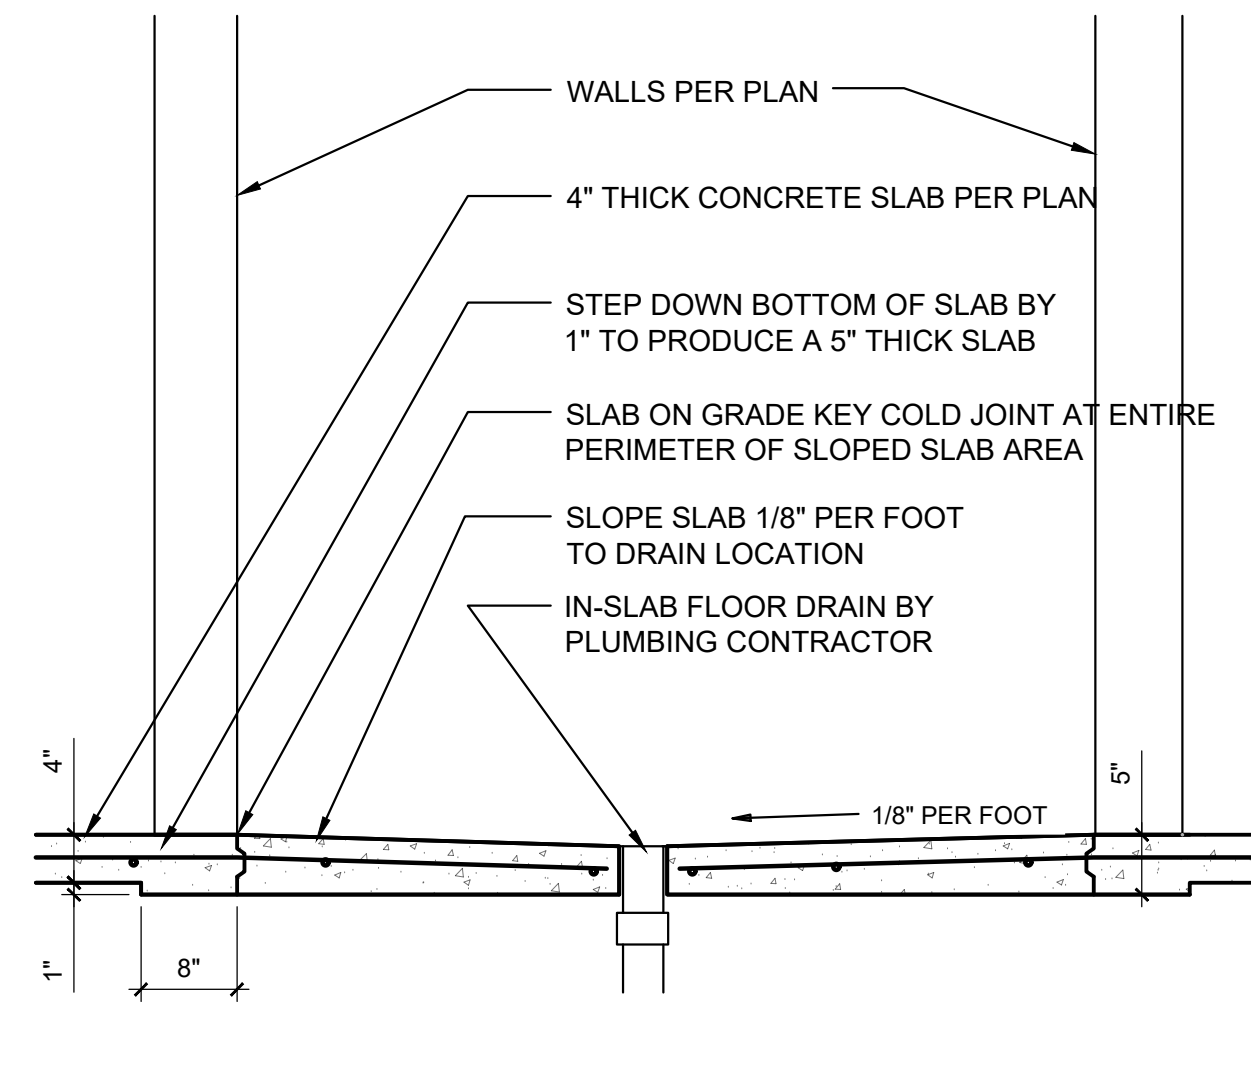 WALLS PER PLAN
4" THICK CONCRETE SLAB PER PLAN
STEP DOWN BOTTOM OF SLAB BY
1" TO PRODUCE A 5" THICK SLAB
SLAB ON GRADE KEY COLD JOINT AT ENTIRE
PERIMETER OF SLOPED SLAB AREA
SLOPE SLAB 1/8" PER FOOT
TO DRAIN LOCATION
IN-SLAB FLOOR DRAIN BY
PLUMBING CONTRACTOR
4"
5"
1/8" PER FOOT
1"
8"